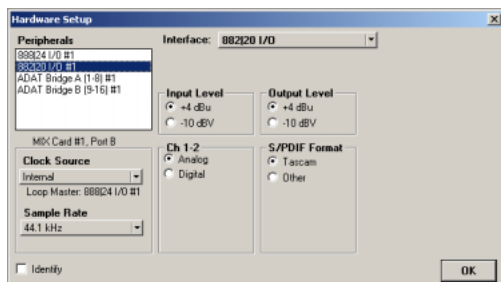 Hardware Setup
Peripherals
888|24 I/O #1
882|20 I/O #1
ADAT Bridge A (1-8) #1
ADAT Bridge B (9-16) #1
MIX Card #1, Port B
Clock Source
Internal
Loop Master: 888|24 I/O #1
Sample Rate
44.1 kHz
Identify
Interface: 882|20 I/O
Input Level
+4 dBu
-10 dBV
Output Level
+4 dBu
-10 dBV
Ch 1-2
Analog
Digital
S/PDIF Format
Tascam
Other
OK